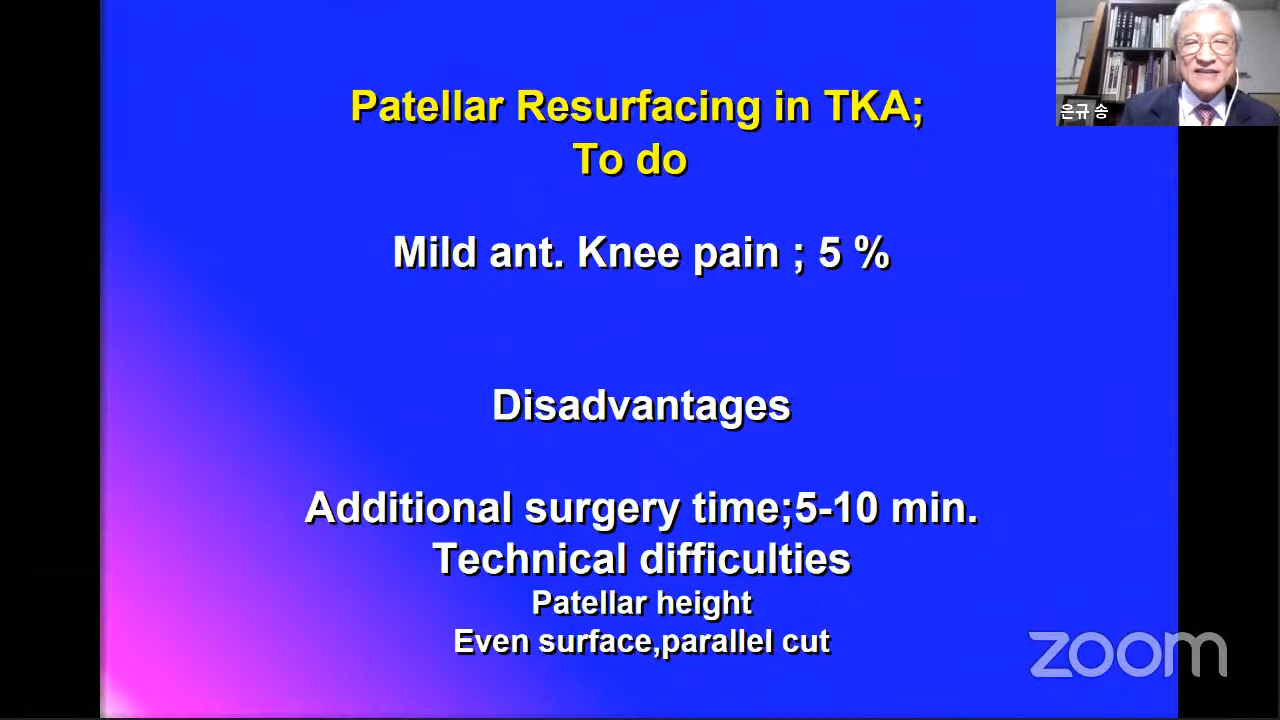 Patellar Resurfacing in TKA;
To do
Mild ant. Knee pain ; 5 %
Disadvantages
Additional surgery time;5-10 min.
Technical difficulties
Patellar height
Even surface,parallel cut
은규 송
zoom